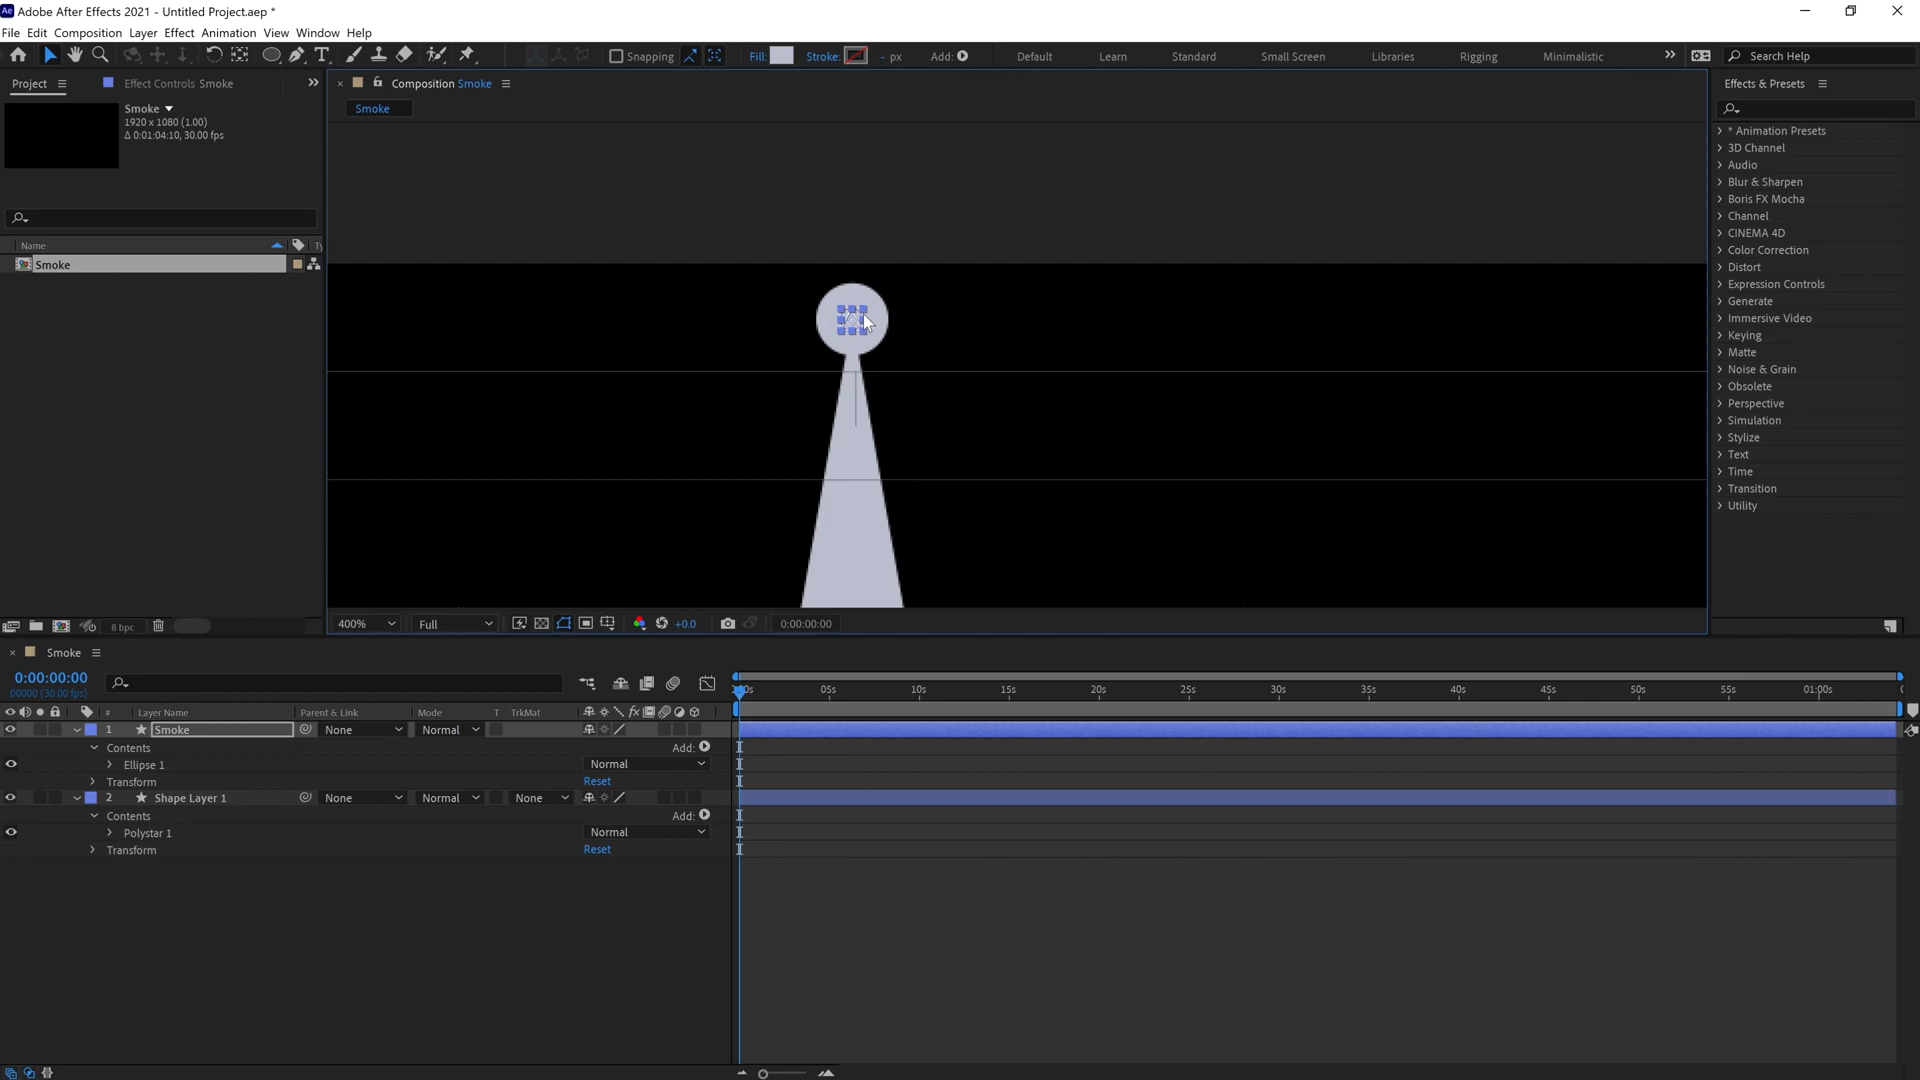 Ae Adobe After Effects 2021 - Untitled Project.aep *
File Edit Composition Layer Effect Animation View Window Help
T Snapping Fill: Stroke: - px Add: Default Learn Standard Small Screen Libraries Rigging Minimalistic Search Help
Project Effect Controls Smoke
Composition Smoke
Effects & Presets
Smoke
1920 x 1080 (1.00)
Δ 0:01:04:10, 30.00 fps
Smoke
* Animation Presets
3D Channel
Audio
Blur & Sharpen
Boris FX Mocha
Channel
CINEMA 4D
Color Correction
Distort
Expression Controls
Generate
Immersive Video
Keying
Matte
Noise & Grain
Obsolete
Perspective
Simulation
Stylize
Text
Time
Transition
Utility
Name Ty
Smoke
8 bpc
400% Full +0.0 0:00:00:00
Smoke
0:00:00:00
00000 (30.00 fps)
05s 10s 15s 20s 25s 30s 35s 40s 45s 50s 55s 01:00s
# Layer Name Parent & Link Mode T TrkMat fx
1 Smoke None Normal
Contents Add:
Ellipse 1 Normal
Transform Reset
2 Shape Layer 1 None Normal None
Contents Add:
Polystar 1 Normal
Transform Reset